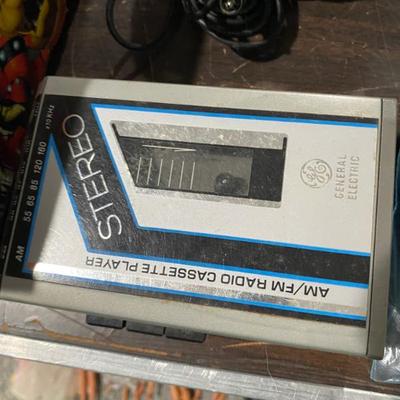 STEREO
AM/FM RADIO CASSETTE PLAYER
GENERAL
ELECTRIC
AM 55 65 85 120 160 x10 KHz